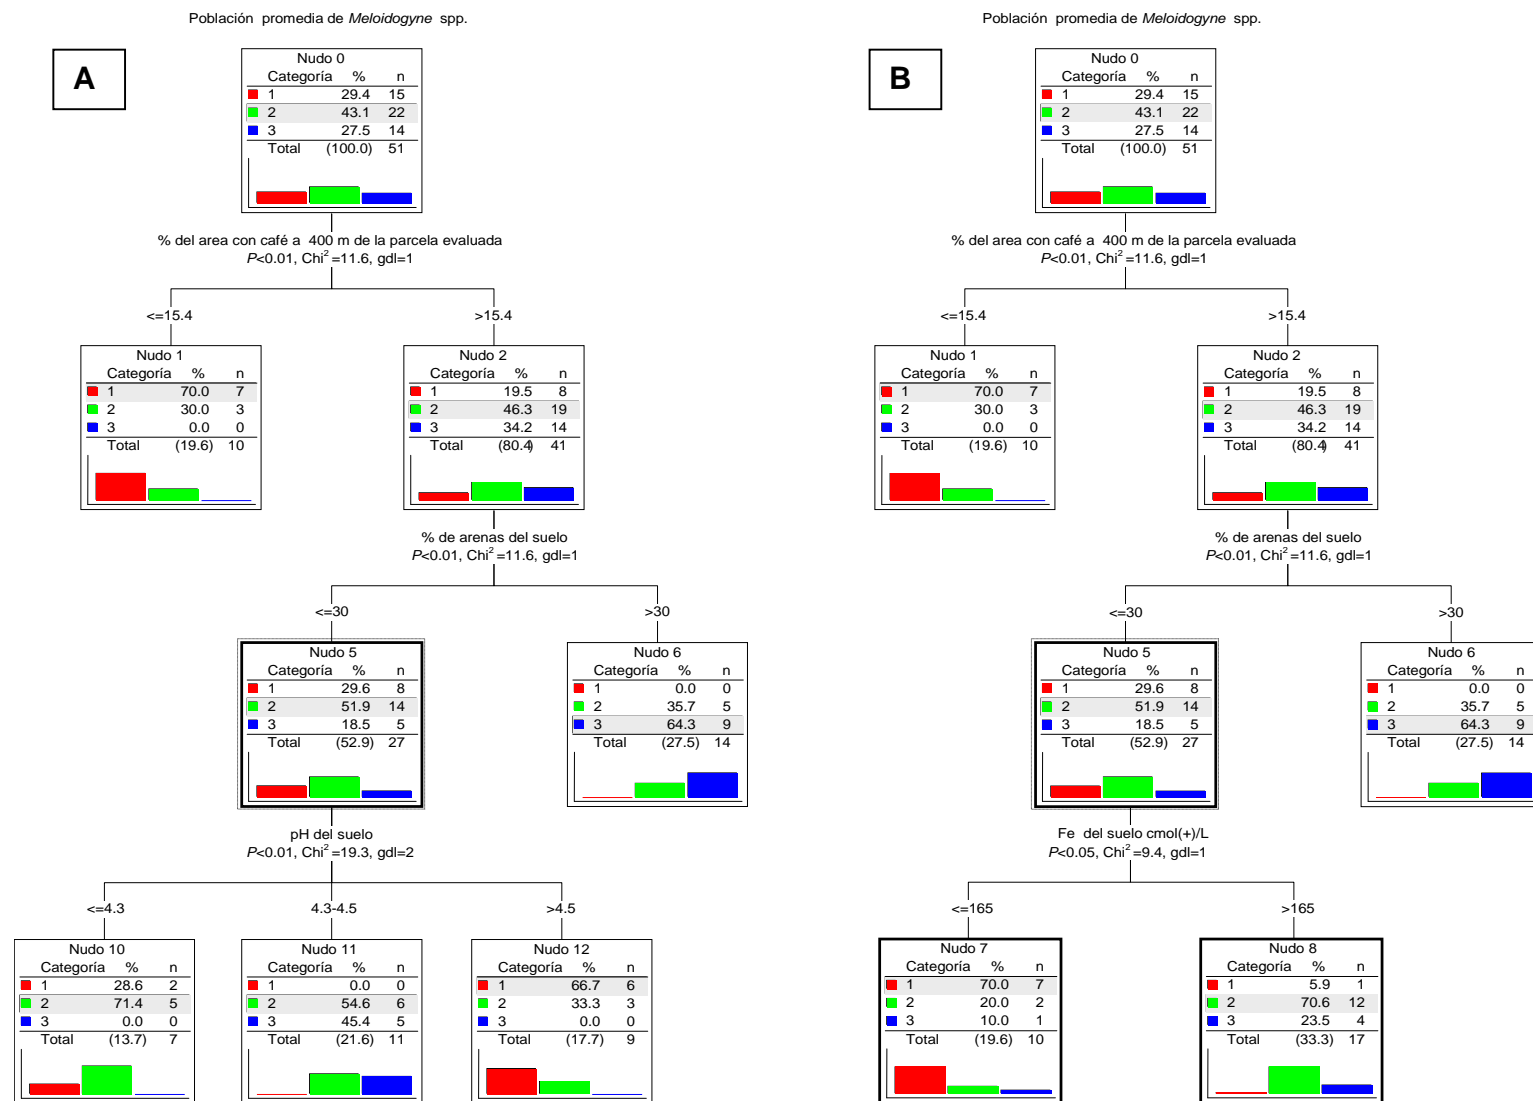 Población promedia de Meloidogyne spp.
A
Nudo 0
Categoría % n
1 29.4 15
2 43.1 22
3 27.5 14
Total (100.0) 51
% del area con café a 400 m de la parcela evaluada
P<0.01, Chi²=11.6, gdl=1
<=15.4 >15.4
Nudo 1
Categoría % n
1 70.0 7
2 30.0 3
3 0.0 0
Total (19.6) 10
Nudo 2
Categoría % n
1 19.5 8
2 46.3 19
3 34.2 14
Total (80.4) 41
% de arenas del suelo
P<0.01, Chi²=11.6, gdl=1
<=30 >30
Nudo 5
Categoría % n
1 29.6 8
2 51.9 14
3 18.5 5
Total (52.9) 27
Nudo 6
Categoría % n
1 0.0 0
2 35.7 5
3 64.3 9
Total (27.5) 14
pH del suelo
P<0.01, Chi²=19.3, gdl=2
<=4.3 4.3-4.5 >4.5
Nudo 10
Categoría % n
1 28.6 2
2 71.4 5
3 0.0 0
Total (13.7) 7
Nudo 11
Categoría % n
1 0.0 0
2 54.6 6
3 45.4 5
Total (21.6) 11
Nudo 12
Categoría % n
1 66.7 6
2 33.3 3
3 0.0 0
Total (17.7) 9
Población promedia de Meloidogyne spp.
B
Nudo 0
Categoría % n
1 29.4 15
2 43.1 22
3 27.5 14
Total (100.0) 51
% del area con café a 400 m de la parcela evaluada
P<0.01, Chi²=11.6, gdl=1
<=15.4 >15.4
Nudo 1
Categoría % n
1 70.0 7
2 30.0 3
3 0.0 0
Total (19.6) 10
Nudo 2
Categoría % n
1 19.5 8
2 46.3 19
3 34.2 14
Total (80.4) 41
% de arenas del suelo
P<0.01, Chi²=11.6, gdl=1
<=30 >30
Nudo 5
Categoría % n
1 29.6 8
2 51.9 14
3 18.5 5
Total (52.9) 27
Nudo 6
Categoría % n
1 0.0 0
2 35.7 5
3 64.3 9
Total (27.5) 14
Fe del suelo cmol(+)/L
P<0.05, Chi²=9.4, gdl=1
<=165 >165
Nudo 7
Categoría % n
1 70.0 7
2 20.0 2
3 10.0 1
Total (19.6) 10
Nudo 8
Categoría % n
1 5.9 1
2 70.6 12
3 23.5 4
Total (33.3) 17